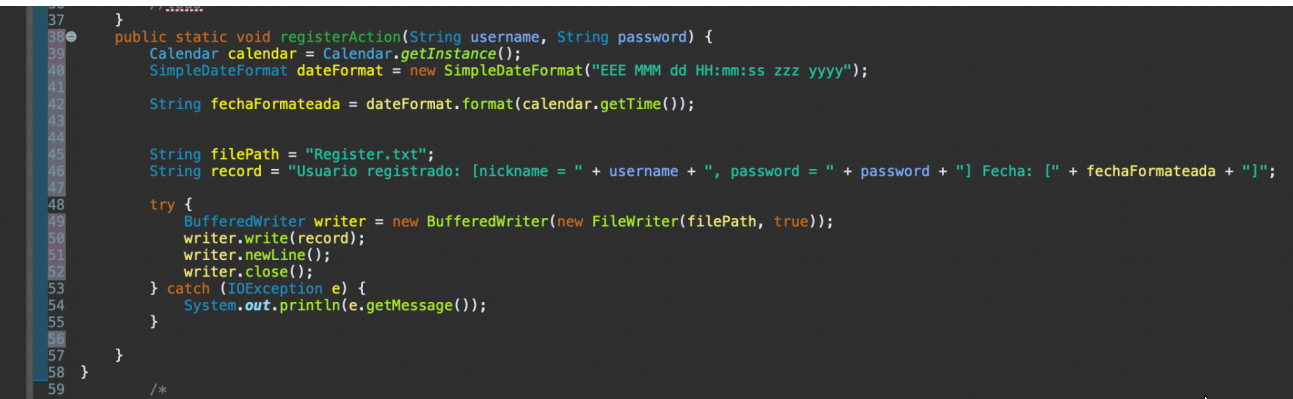 37 }
38 public static void registerAction(String username, String password) {
39 Calendar calendar = Calendar.getInstance();
40 SimpleDateFormat dateFormat = new SimpleDateFormat("EEE MMM dd HH:mm:ss zzz yyyy");
41
42 String fechaFormateada = dateFormat.format(calendar.getTime());
43
44
45 String filePath = "Register.txt";
46 String record = "Usuario registrado: [nickname = " + username + ", password = " + password + "] Fecha: [" + fechaFormateada + "]";
47
48 try {
49 BufferedWriter writer = new BufferedWriter(new FileWriter(filePath, true));
50 writer.write(record);
51 writer.newLine();
52 writer.close();
53 } catch (IOException e) {
54 System.out.println(e.getMessage());
55 }
56
57 }
58 }
59 /*